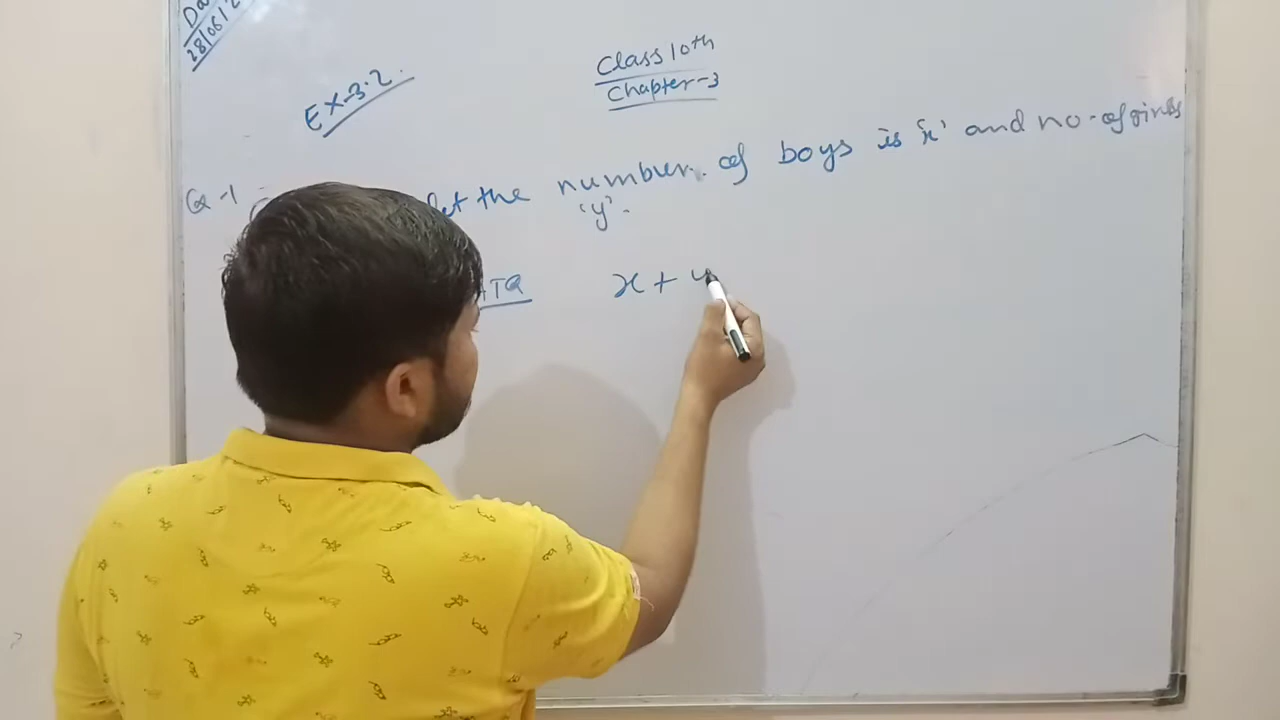 28/06/2
Class 10th
Chapter-3
EX-3.2.
Q-1 let the number of boys is 'x' and no. of girls
'y'.
ATQ x + y